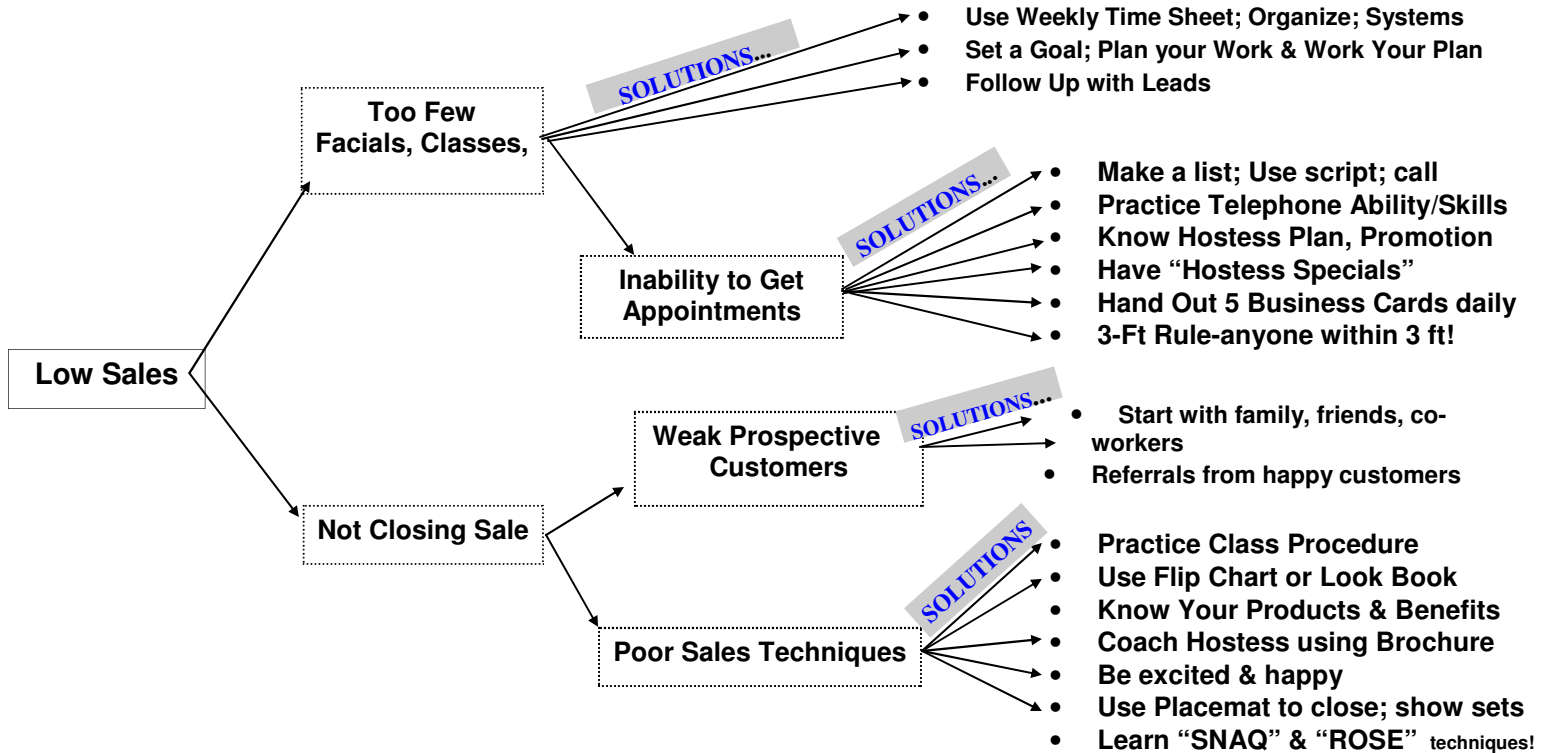 Low Sales
Too Few
Facials, Classes,
SOLUTIONS...
• Use Weekly Time Sheet; Organize; Systems
• Set a Goal; Plan your Work & Work Your Plan
• Follow Up with Leads
Inability to Get
Appointments
SOLUTIONS...
• Make a list; Use script; call
• Practice Telephone Ability/Skills
• Know Hostess Plan, Promotion
• Have “Hostess Specials”
• Hand Out 5 Business Cards daily
• 3-Ft Rule-anyone within 3 ft!
Not Closing Sale
Weak Prospective
Customers
SOLUTIONS...
• Start with family, friends, co-
workers
• Referrals from happy customers
Poor Sales Techniques
SOLUTIONS
• Practice Class Procedure
• Use Flip Chart or Look Book
• Know Your Products & Benefits
• Coach Hostess using Brochure
• Be excited & happy
• Use Placemat to close; show sets
• Learn “SNAQ” & “ROSE” techniques!